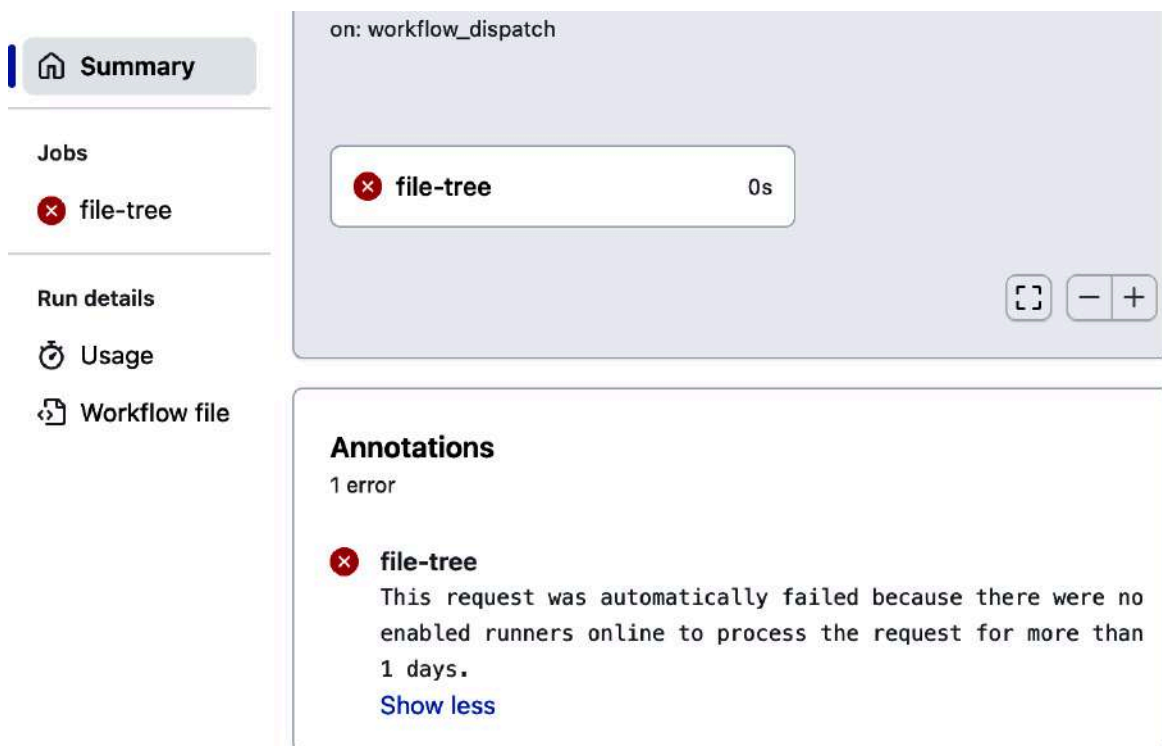 Summary
Jobs
file-tree
Run details
Usage
Workflow file
on: workflow_dispatch
file-tree 0s
Annotations
1 error
file-tree
This request was automatically failed because there were no
enabled runners online to process the request for more than
1 days.
Show less